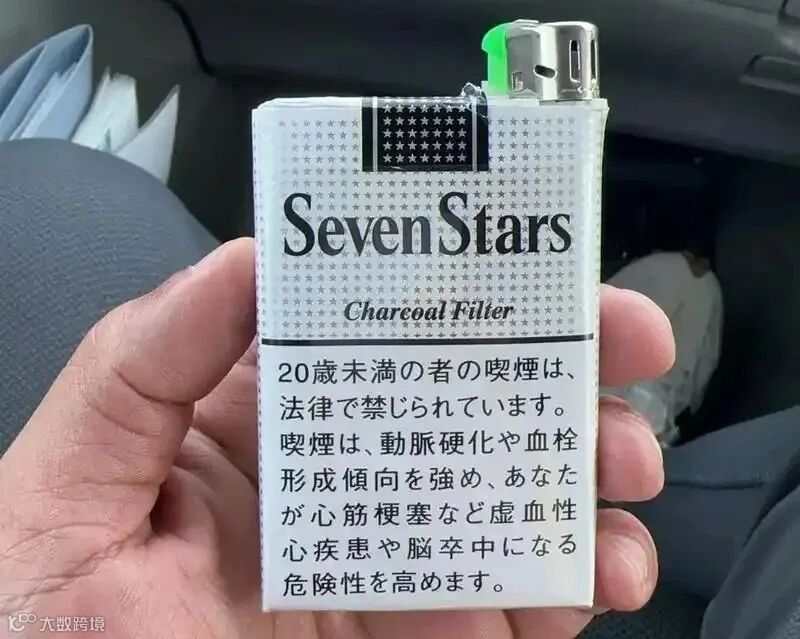 Seven Stars
Charcoal Filter
20歳未満の者の喫煙は、
法律で禁じられています。
喫煙は、動脈硬化や血栓
形成傾向を強め、あなた
が心筋梗塞など虚血性
心疾患や脳卒中になる
危険性を高めます。
大数跨境